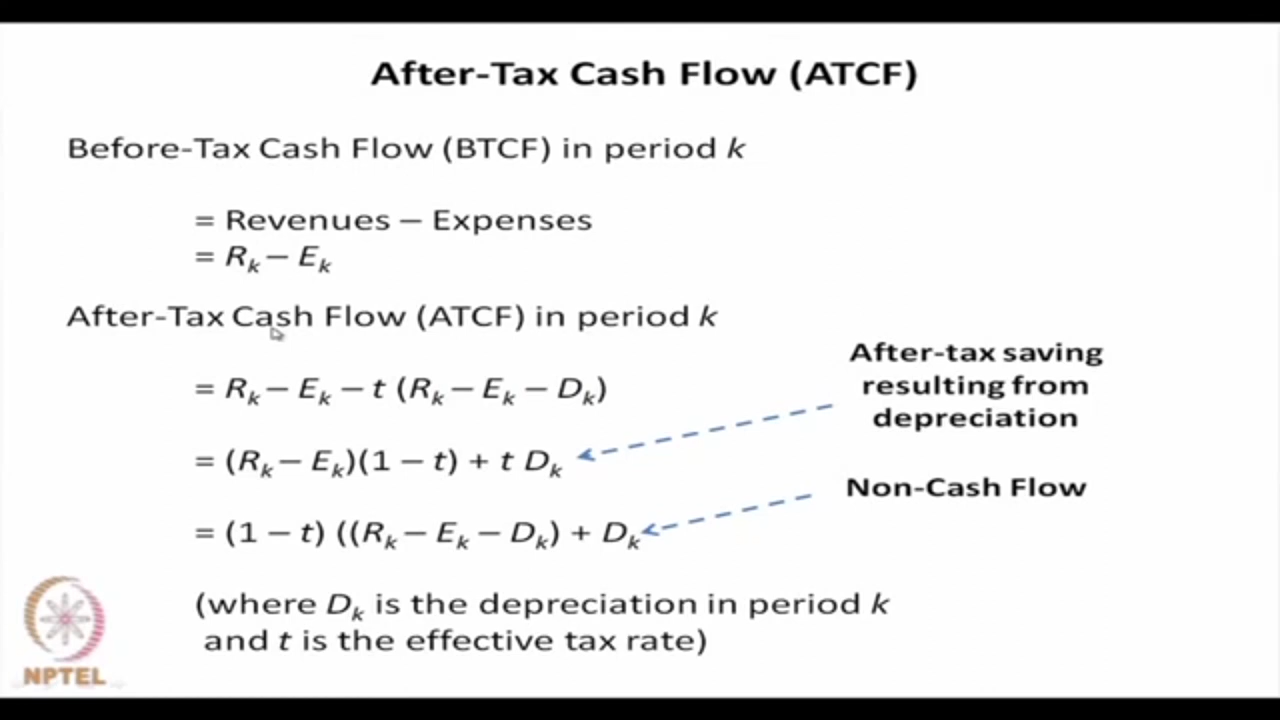 After-Tax Cash Flow (ATCF)
Before-Tax Cash Flow (BTCF) in period k
= Revenues – Expenses
= Rₖ – Eₖ
After-Tax Cash Flow (ATCF) in period k
= Rₖ – Eₖ – t (Rₖ – Eₖ – Dₖ)
= (Rₖ – Eₖ)(1 – t) + t Dₖ
= (1 – t) ((Rₖ – Eₖ – Dₖ) + Dₖ
(where Dₖ is the depreciation in period k
and t is the effective tax rate)
After-tax saving
resulting from
depreciation
Non-Cash Flow
NPTEL